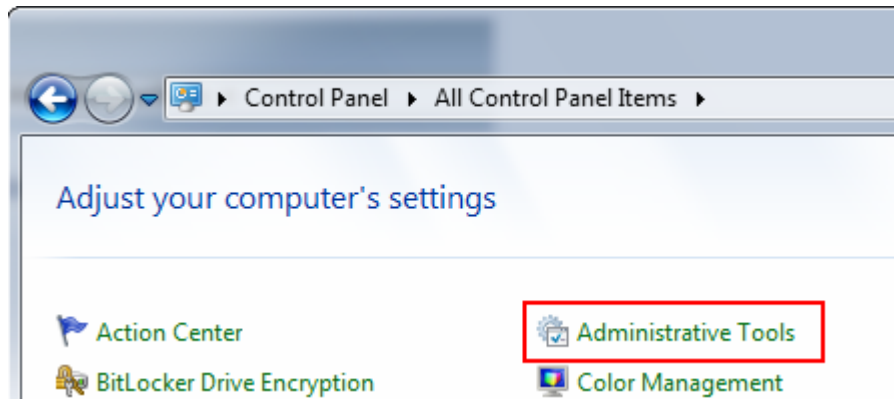 Control Panel All Control Panel Items
Adjust your computer's settings
Action Center Administrative Tools
BitLocker Drive Encryption Color Management